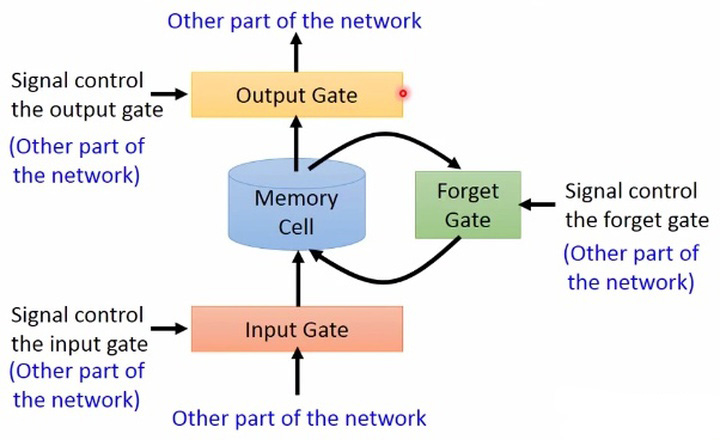 Other part of the network
Signal control
the output gate
(Other part of
the network)
Output Gate
Memory
Cell
Forget
Gate
Signal control
the forget gate
(Other part of
the network)
Signal control
the input gate
(Other part of
the network)
Input Gate
Other part of the network